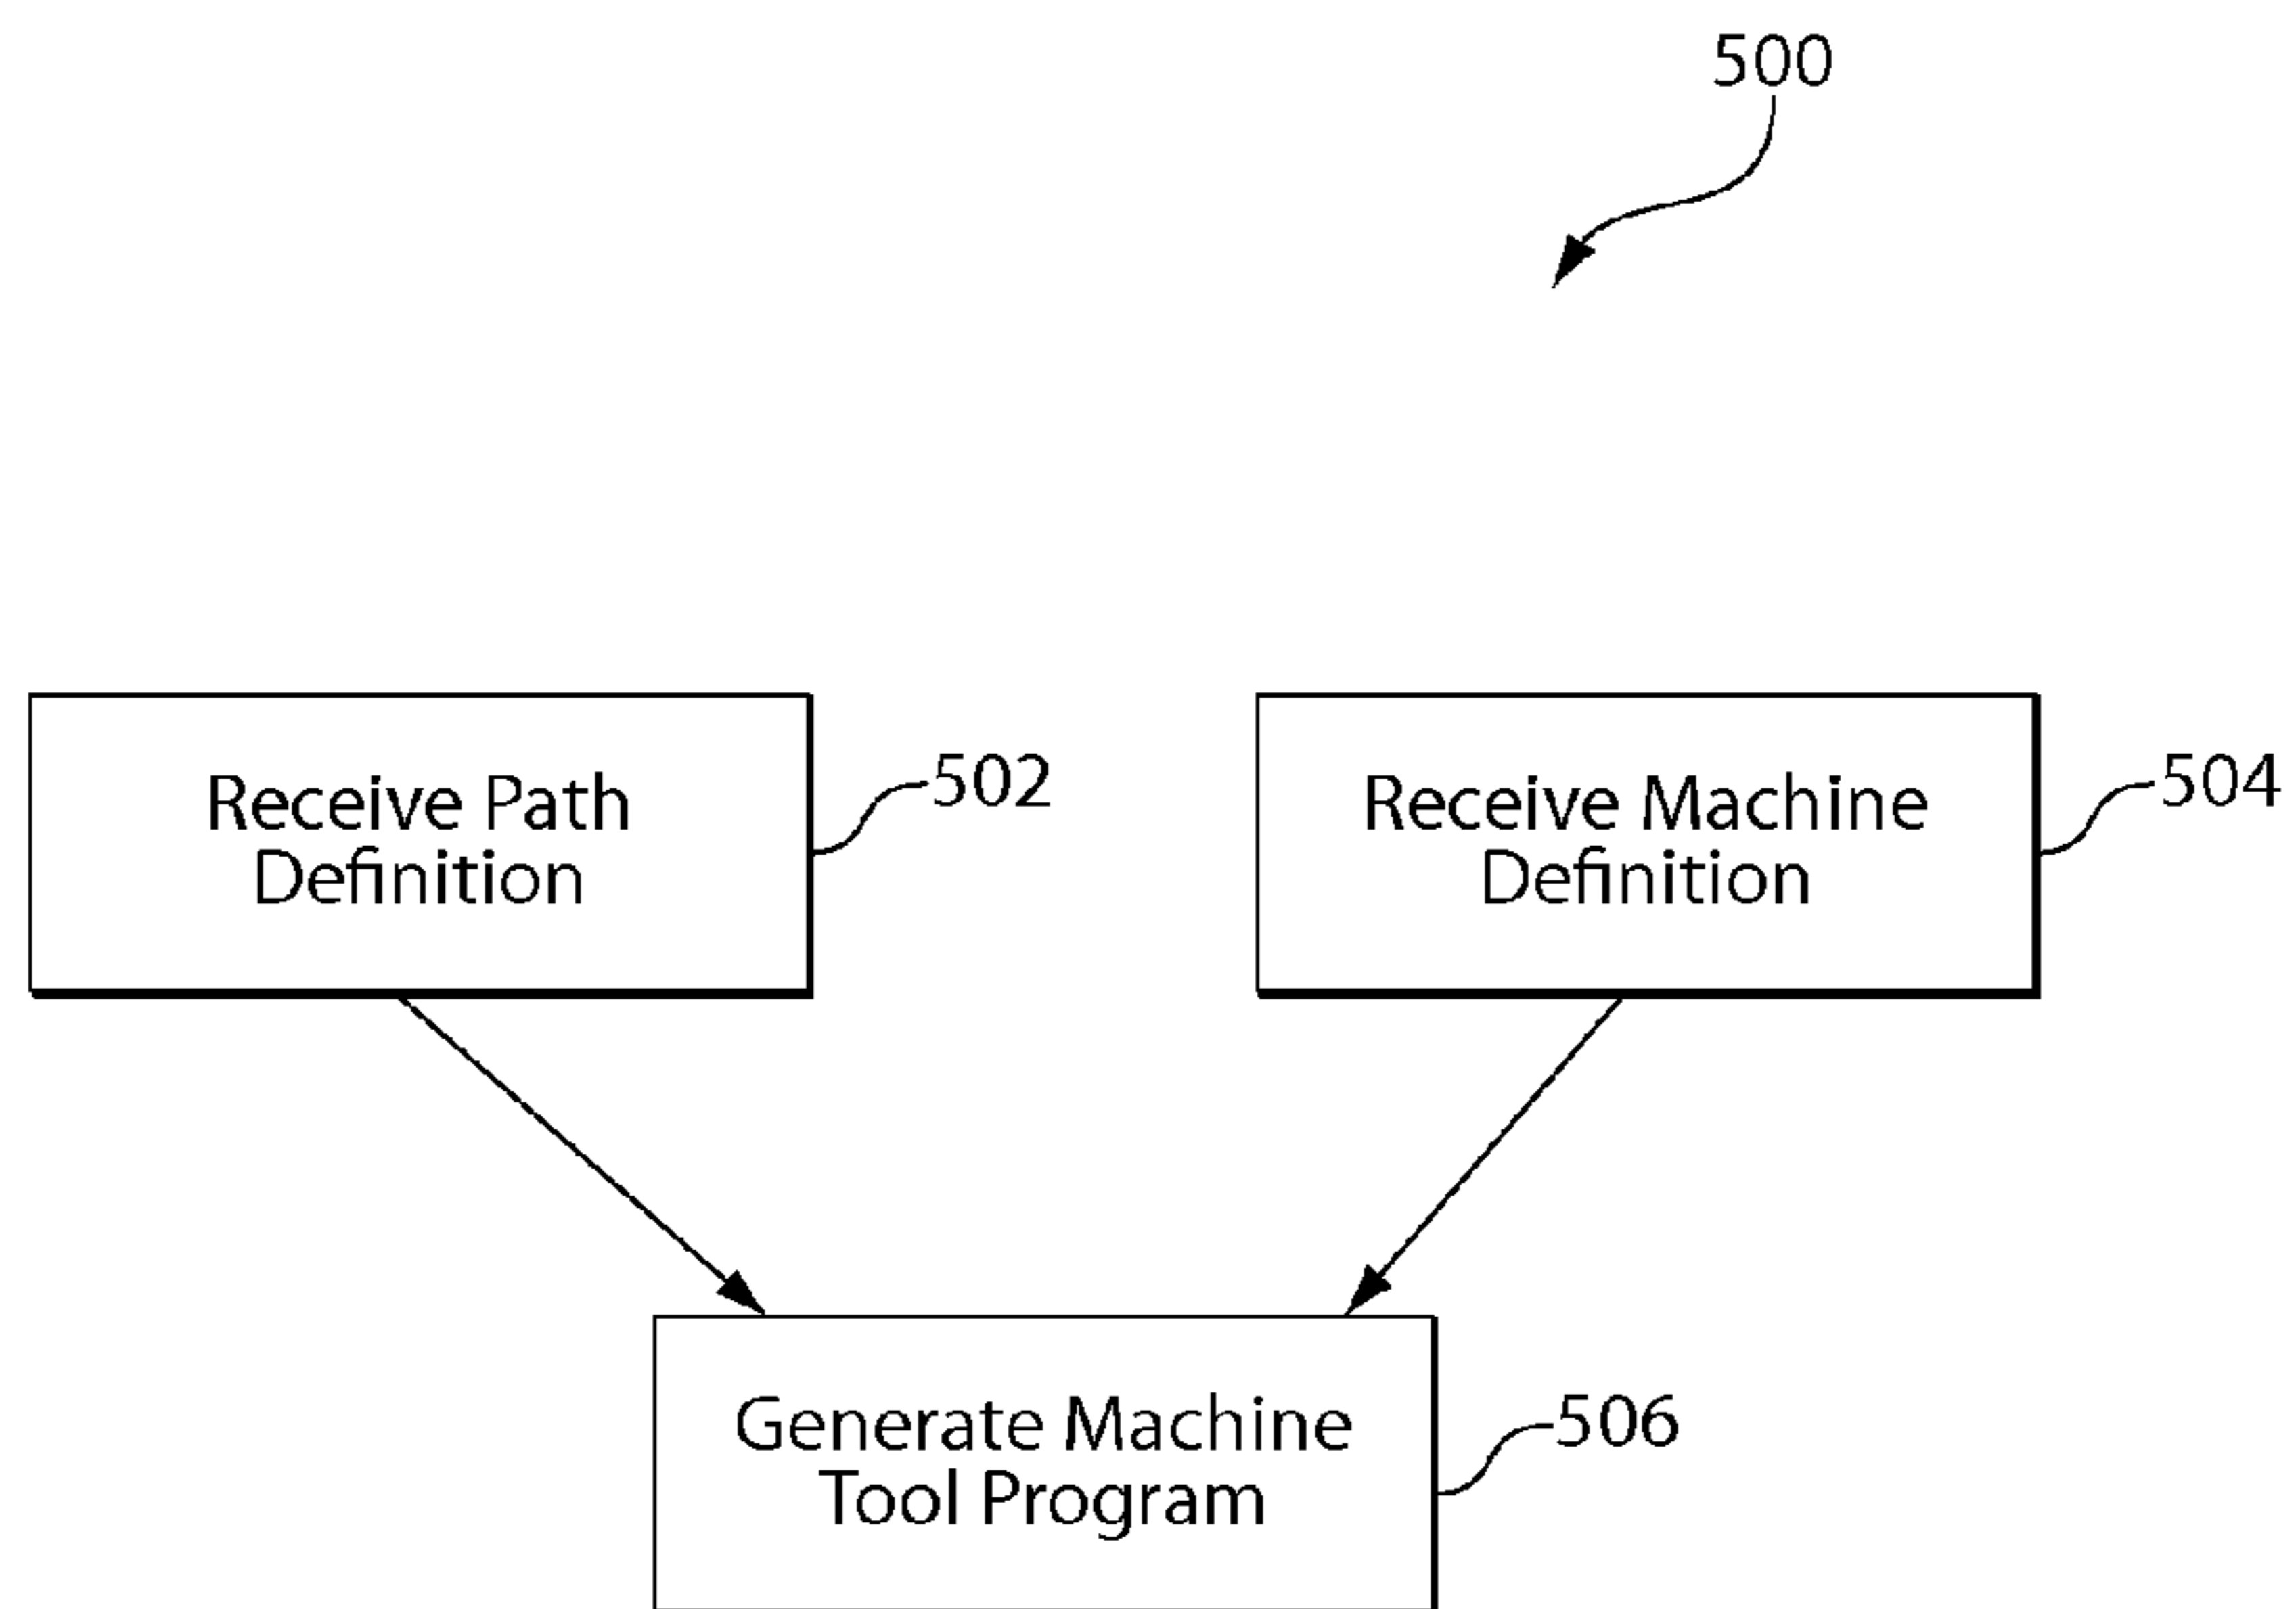 500
Receive Path
Definition
502
Receive Machine
Definition
504
Generate Machine
Tool Program
506